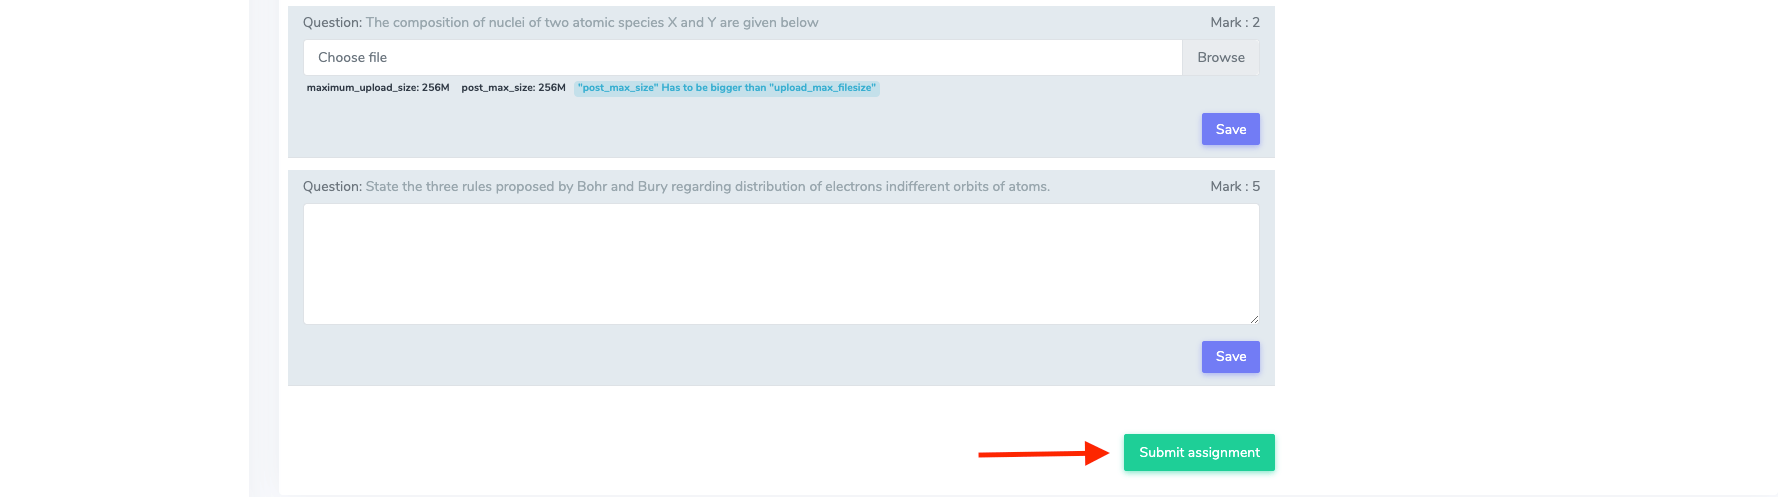 Question: The composition of nuclei of two atomic species X and Y are given below Mark : 2
Choose file Browse
maximum_upload_size: 256M post_max_size: 256M "post_max_size" Has to be bigger than "upload_max_filesize"
Save
Question: State the three rules proposed by Bohr and Bury regarding distribution of electrons indifferent orbits of atoms. Mark : 5
Save
Submit assignment